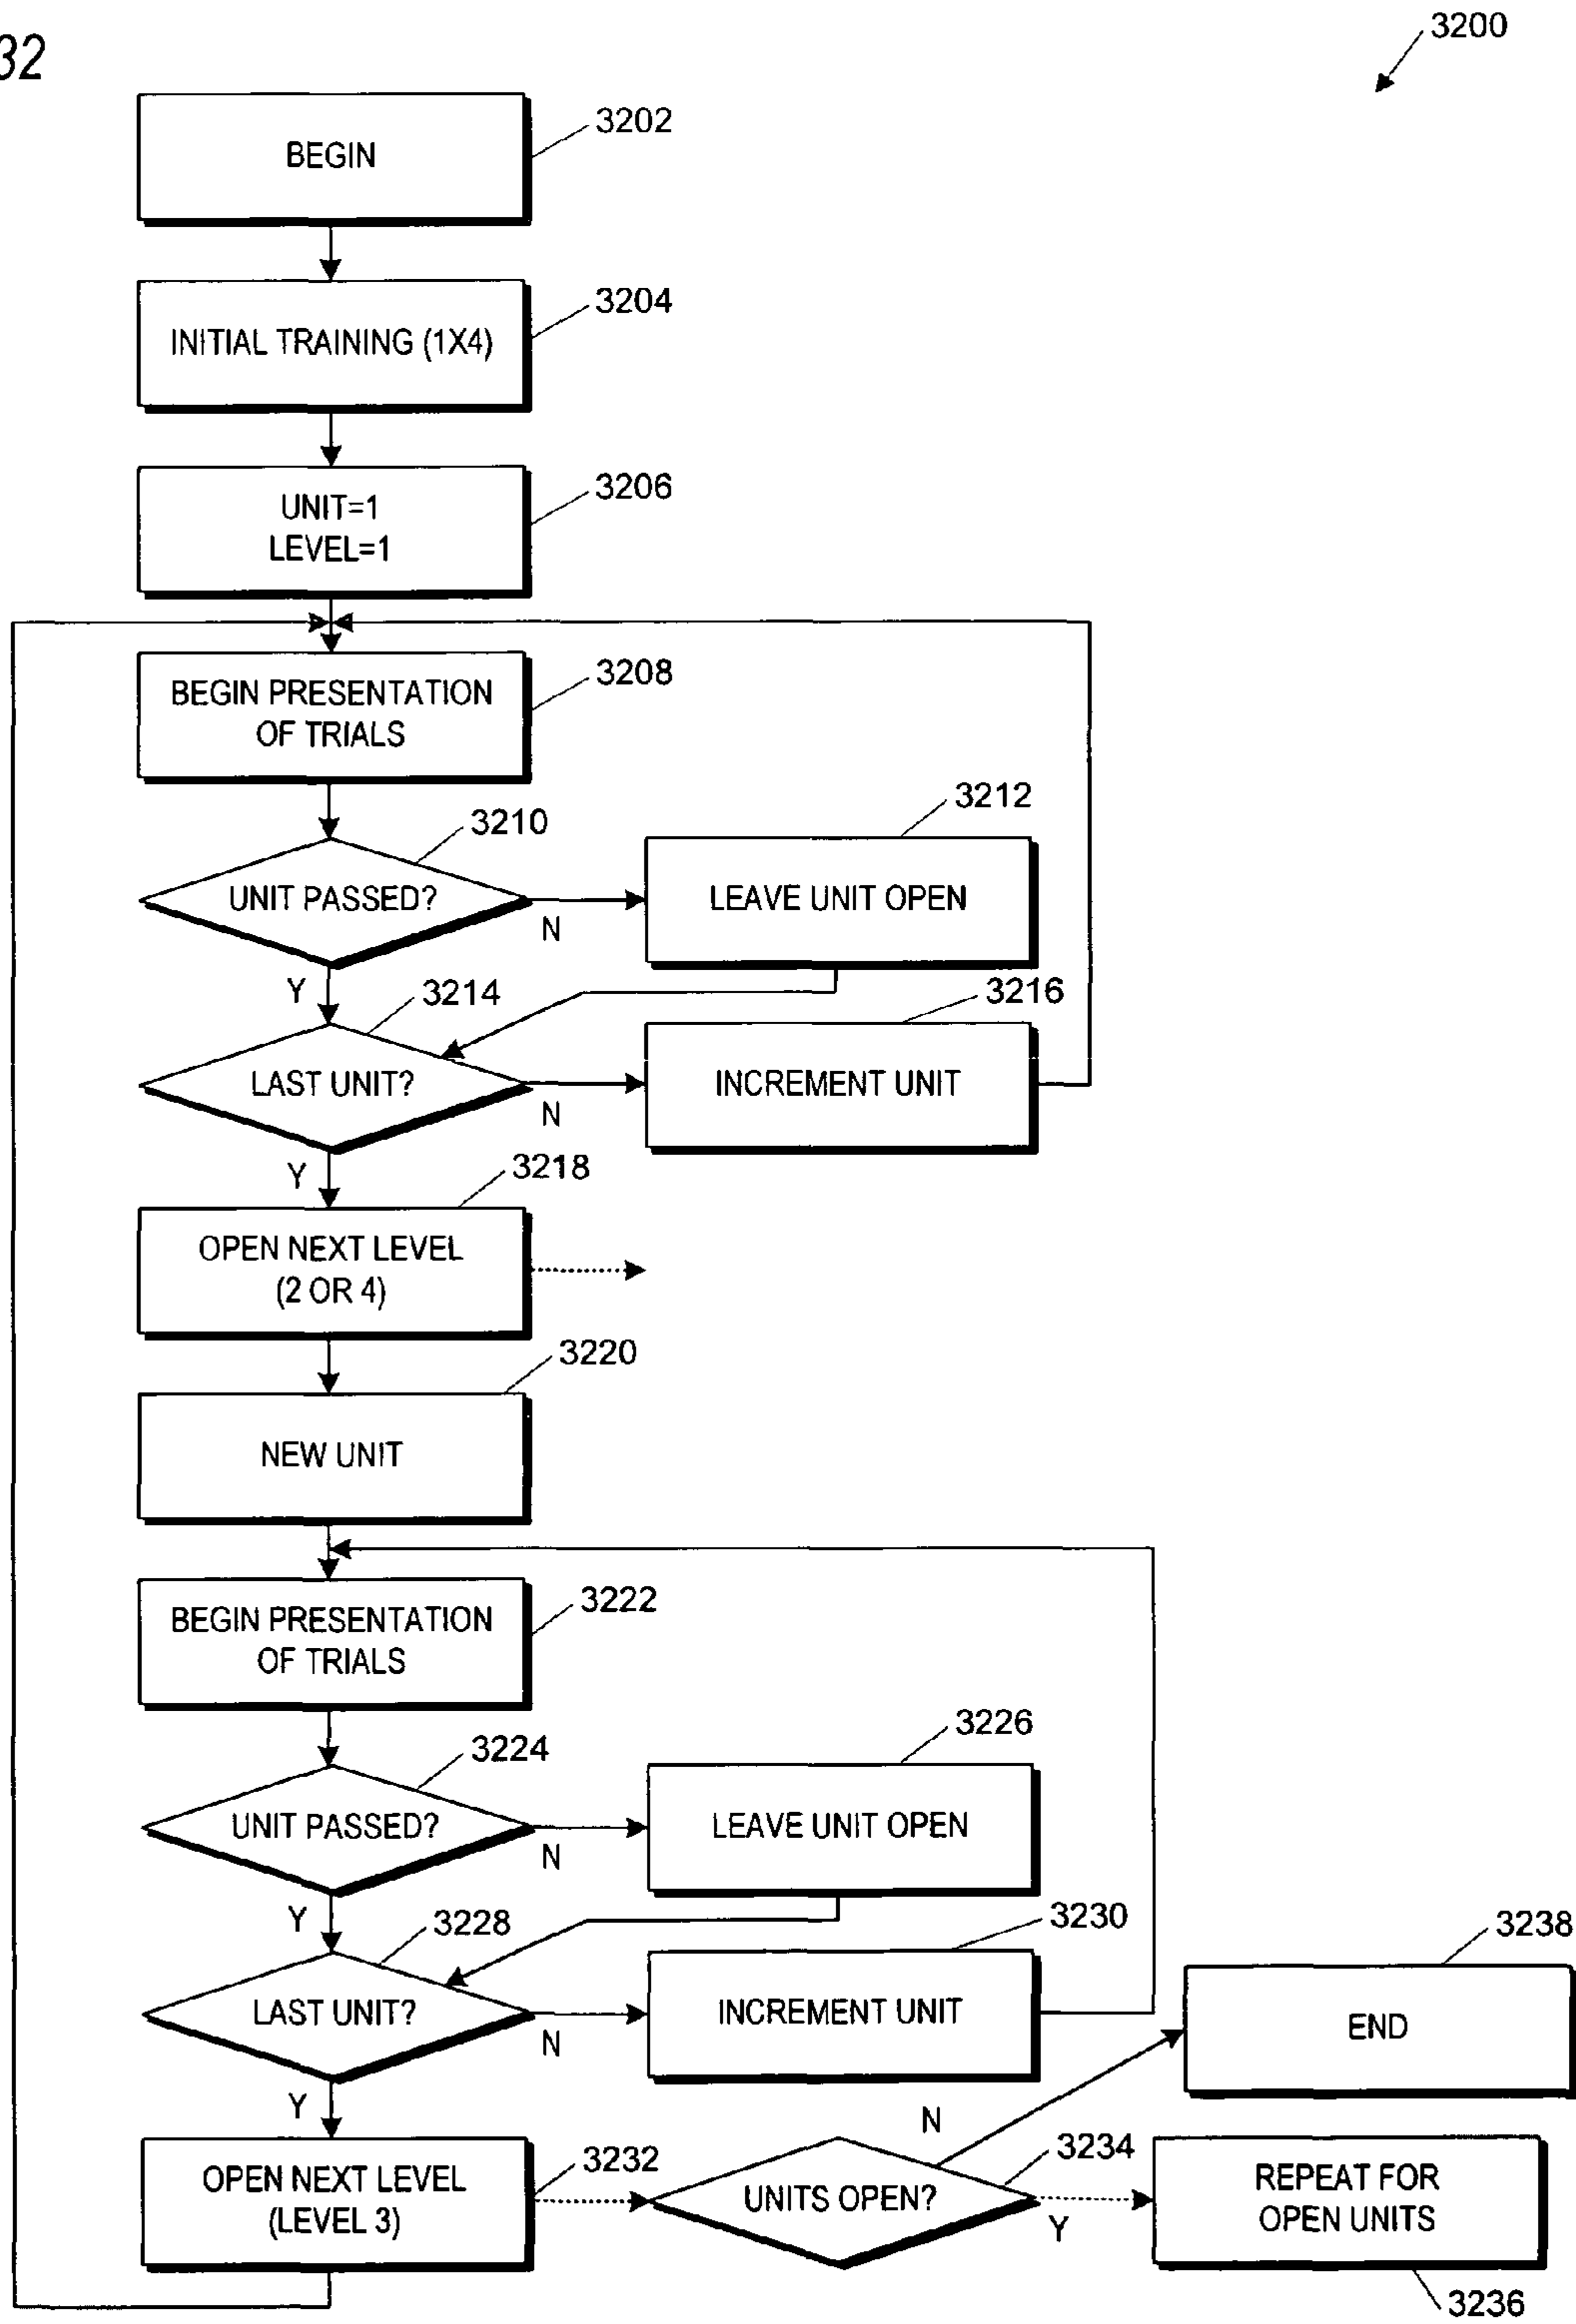 32
3200
BEGIN
3202
INITIAL TRAINING (1X4)
3204
UNIT=1
LEVEL=1
3206
BEGIN PRESENTATION
OF TRIALS
3208
UNIT PASSED?
3210
N
LEAVE UNIT OPEN
3212
Y
LAST UNIT?
3214
N
INCREMENT UNIT
3216
Y
OPEN NEXT LEVEL
(2 OR 4)
3218
NEW UNIT
3220
BEGIN PRESENTATION
OF TRIALS
3222
UNIT PASSED?
3224
N
LEAVE UNIT OPEN
3226
Y
LAST UNIT?
3228
N
INCREMENT UNIT
3230
Y
OPEN NEXT LEVEL
(LEVEL 3)
3232
UNITS OPEN?
3234
N
END
3238
Y
REPEAT FOR
OPEN UNITS
3236